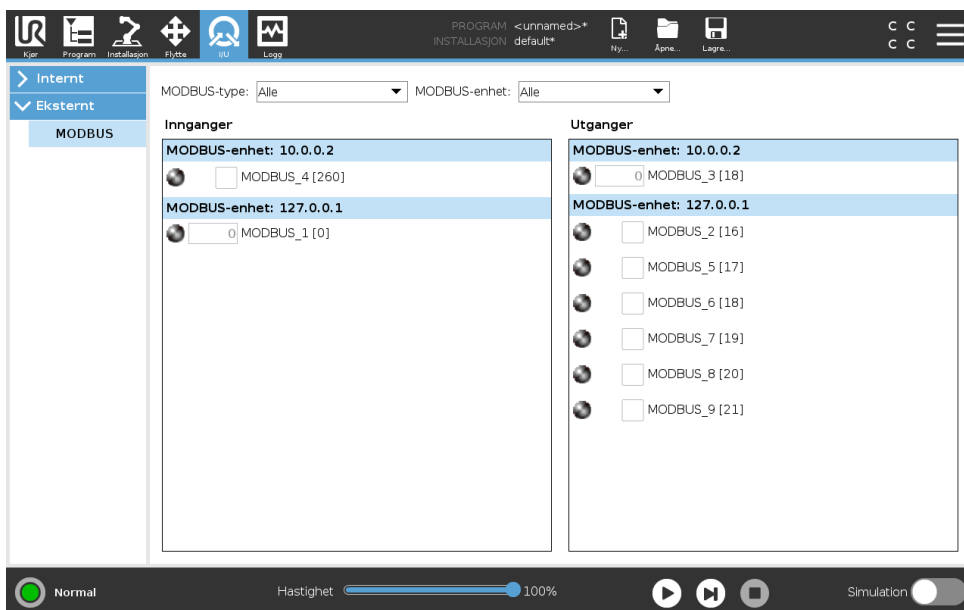 PROGRAM <unnamed>*
INSTALLASJON default*
UR
Kjør Program Installasjon Flytte I/U Logg Ny... Åpne... Lagre...
C C
C C
Internt
Eksternt
MODBUS
MODBUS-type: Alle MODBUS-enhet: Alle
Innganger
MODBUS-enhet: 10.0.0.2
MODBUS_4 [260]
MODBUS-enhet: 127.0.0.1
0 MODBUS_1 [0]
Utganger
MODBUS-enhet: 10.0.0.2
0 MODBUS_3 [18]
MODBUS-enhet: 127.0.0.1
MODBUS_2 [16]
MODBUS_5 [17]
MODBUS_6 [18]
MODBUS_7 [19]
MODBUS_8 [20]
MODBUS_9 [21]
Normal Hastighet 100% Simulation